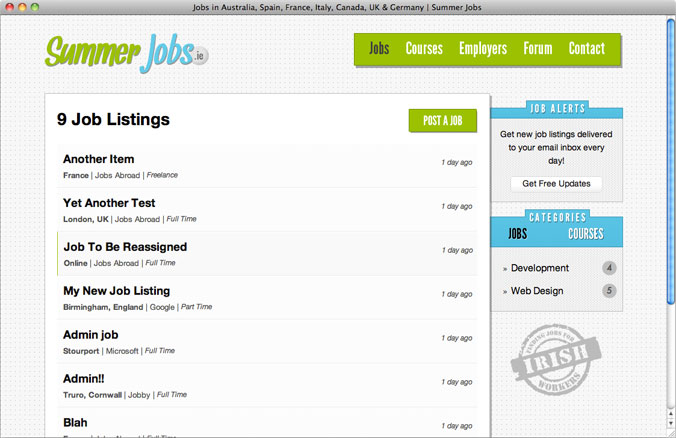 Jobs in Australia, Spain, France, Italy, Canada, UK & Germany | Summer Jobs
Summer Jobs .ie
Jobs Courses Employers Forum Contact
9 Job Listings
POST A JOB
Another Item
1 day ago
France | Jobs Abroad | Freelance
Yet Another Test
1 day ago
London, UK | Jobs Abroad | Full Time
Job To Be Reassigned
1 day ago
Online | Jobs Abroad | Full Time
My New Job Listing
1 day ago
Birmingham, England | Google | Part Time
Admin job
1 day ago
Stourport | Microsoft | Full Time
Admin!!
1 day ago
Truro, Cornwall | Jobby | Full Time
Blah
1 day ago
JOB ALERTS
Get new job listings delivered
to your email inbox every
day!
Get Free Updates
CATEGORIES
JOBS COURSES
» Development 4
» Web Design 5
FINDING JOBS FOR
IRISH
WORKERS